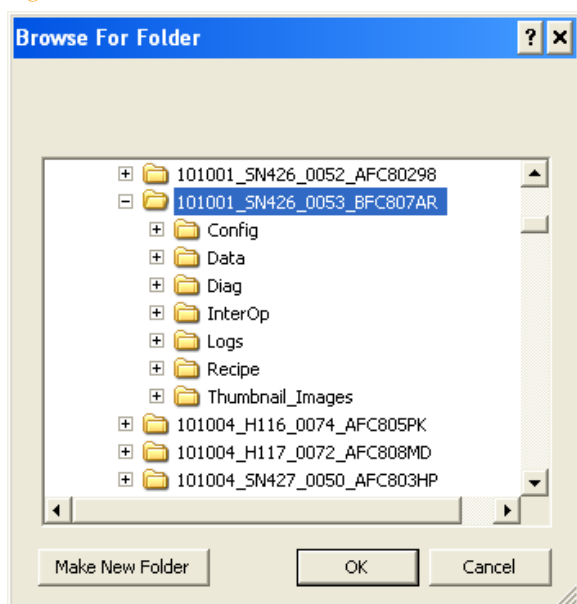 Browse For Folder
101001_SN426_0052_AFC80298
101001_SN426_0053_BFC807AR
Config
Data
Diag
InterOp
Logs
Recipe
Thumbnail_Images
101004_H116_0074_AFC805PK
101004_H117_0072_AFC808MD
101004_SN427_0050_AFC803HP
Make New Folder OK Cancel